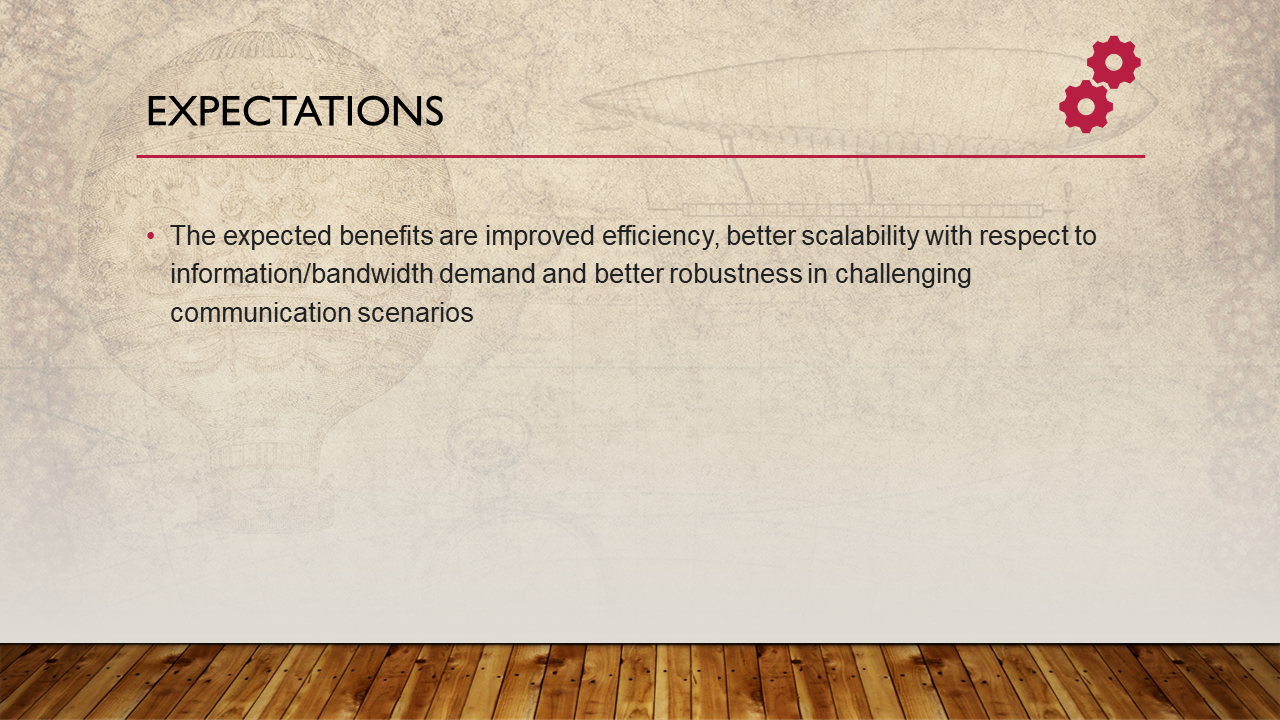 EXPECTATIONS
• The expected benefits are improved efficiency, better scalability with respect to
information/bandwidth demand and better robustness in challenging
communication scenarios